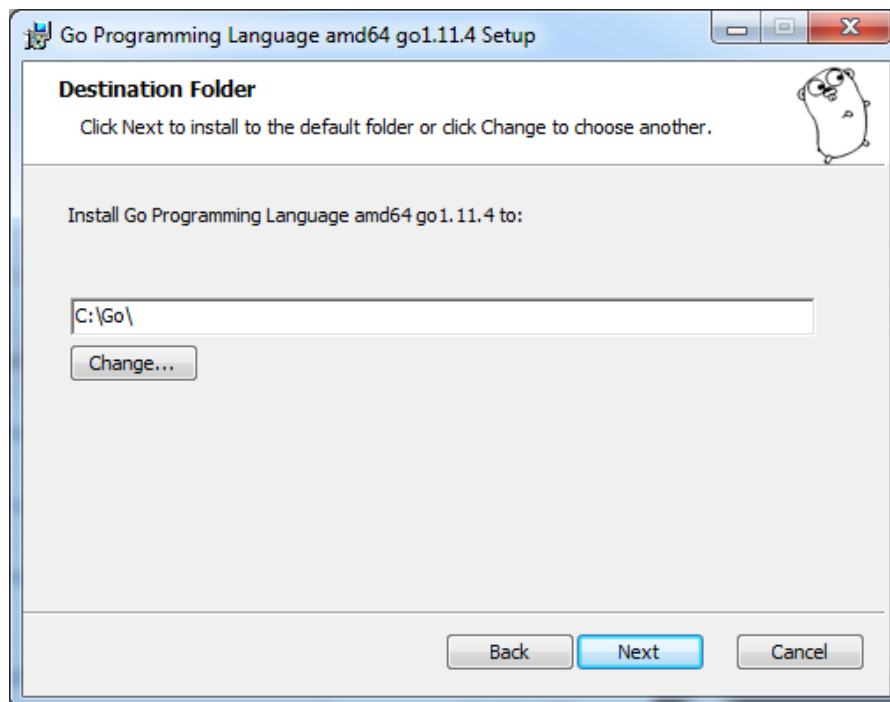 Go Programming Language amd64 go1.11.4 Setup
Destination Folder
Click Next to install to the default folder or click Change to choose another.
Install Go Programming Language amd64 go1.11.4 to:
C:\Go\
Change...
Back
Next
Cancel